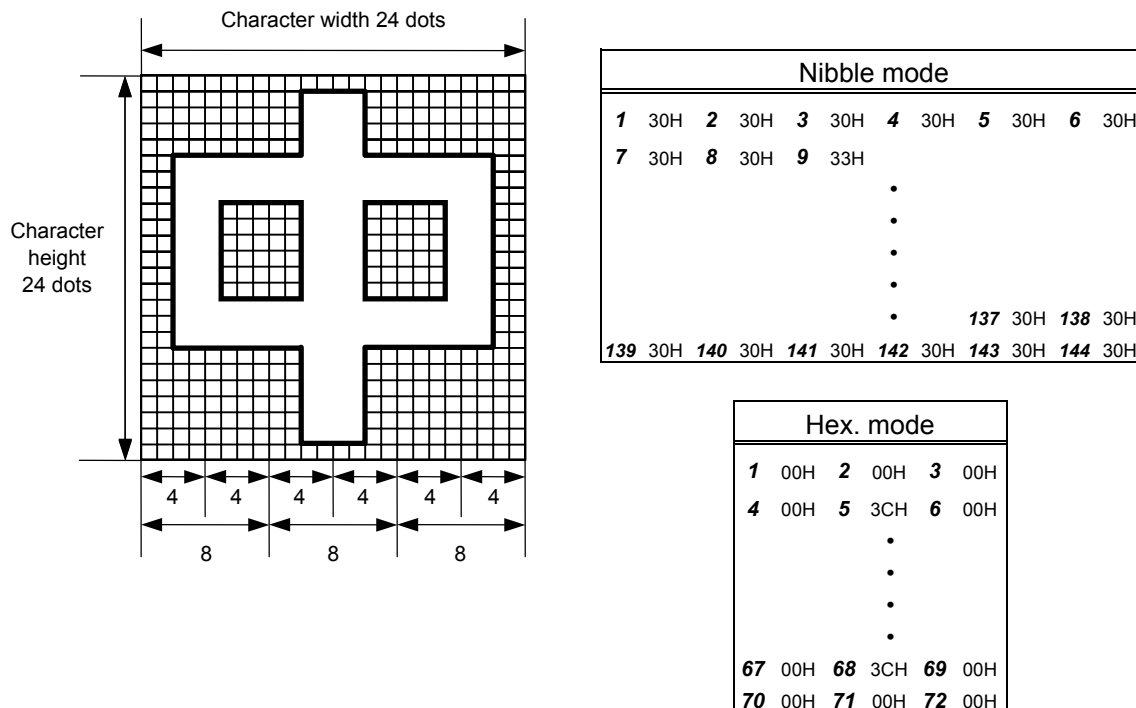 Character width 24 dots
Character
height
24 dots
4 4 4 4 4 4
8 8 8
Nibble mode
1 30H 2 30H 3 30H 4 30H 5 30H 6 30H
7 30H 8 30H 9 33H
137 30H 138 30H
139 30H 140 30H 141 30H 142 30H 143 30H 144 30H
Hex. mode
1 00H 2 00H 3 00H
4 00H 5 3CH 6 00H
67 00H 68 3CH 69 00H
70 00H 71 00H 72 00H